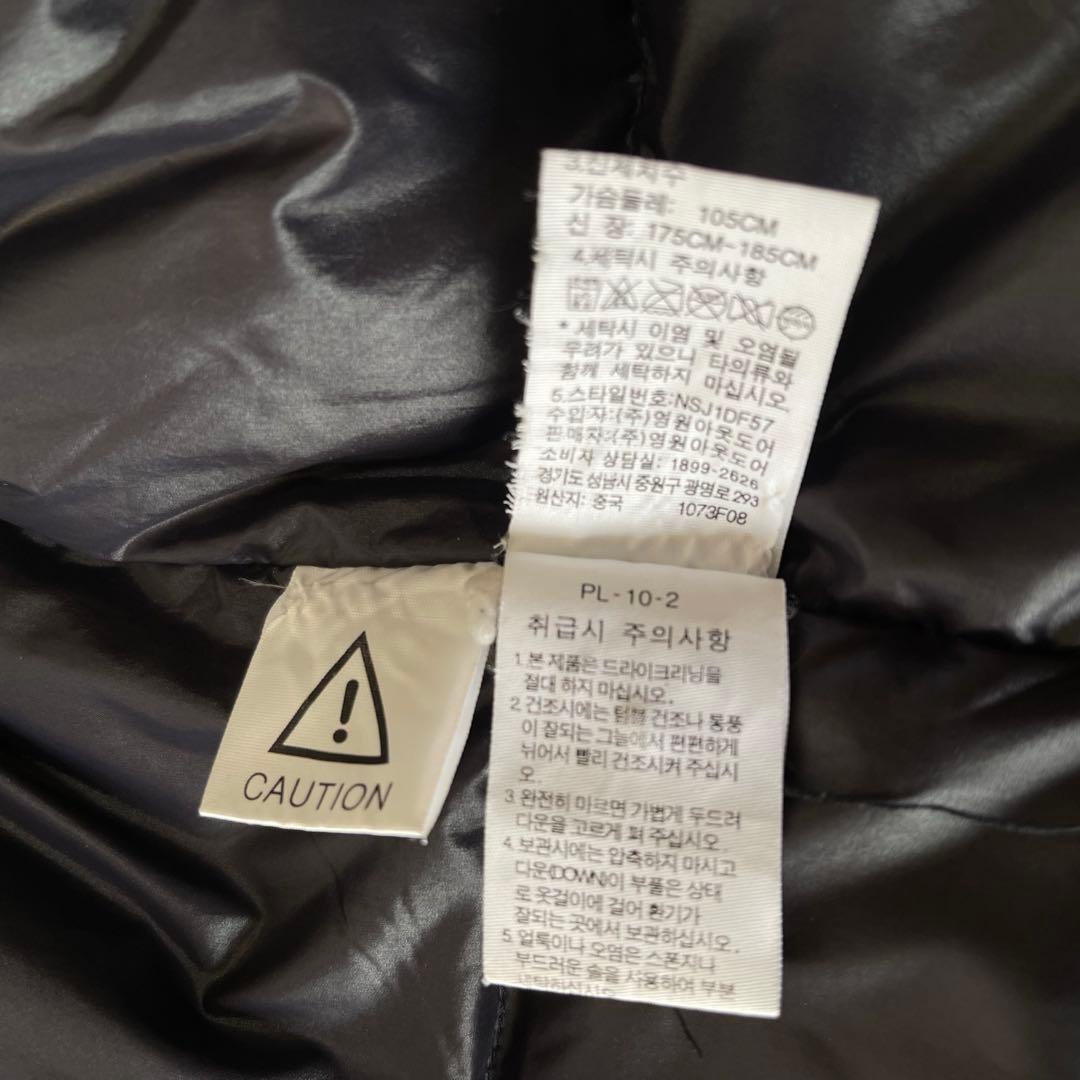 3.신체치수
가슴둘레: 105CM
신 장: 175CM-185CM
4.세탁시 주의사항
* 세탁시 이염 및 오염될
우려가 있으니 타의류와
함께 세탁하지 마십시오.
5.스타일번호:NSJ1DF57
수입자:(주)영원아웃도어
판매자:(주)영원아웃도어
소비자 상담실: 1899-2626
경기도 성남시 중원구 광명로 293
원산지: 중국 1073F08
CAUTION
PL-10-2
취급시 주의사항
1.본 제품은 드라이크리닝을
절대 하지 마십시오.
2.건조시에는 텀블 건조나 통풍
이 잘되는 그늘에서 편편하게
뉘어서 빨리 건조시켜 주십시
오.
3.완전히 마르면 가볍게 두드려
다운을 고르게 펴 주십시오.
4.보관시에는 압축하지 마시고
다운(DOWN)이 부풀은 상태
로 옷걸이에 걸어 환기가
잘되는 곳에서 보관하십시오.
5.얼룩이나 오염은 스폰지나
부드러운 솔을 사용하여 부분
세탁하십시오